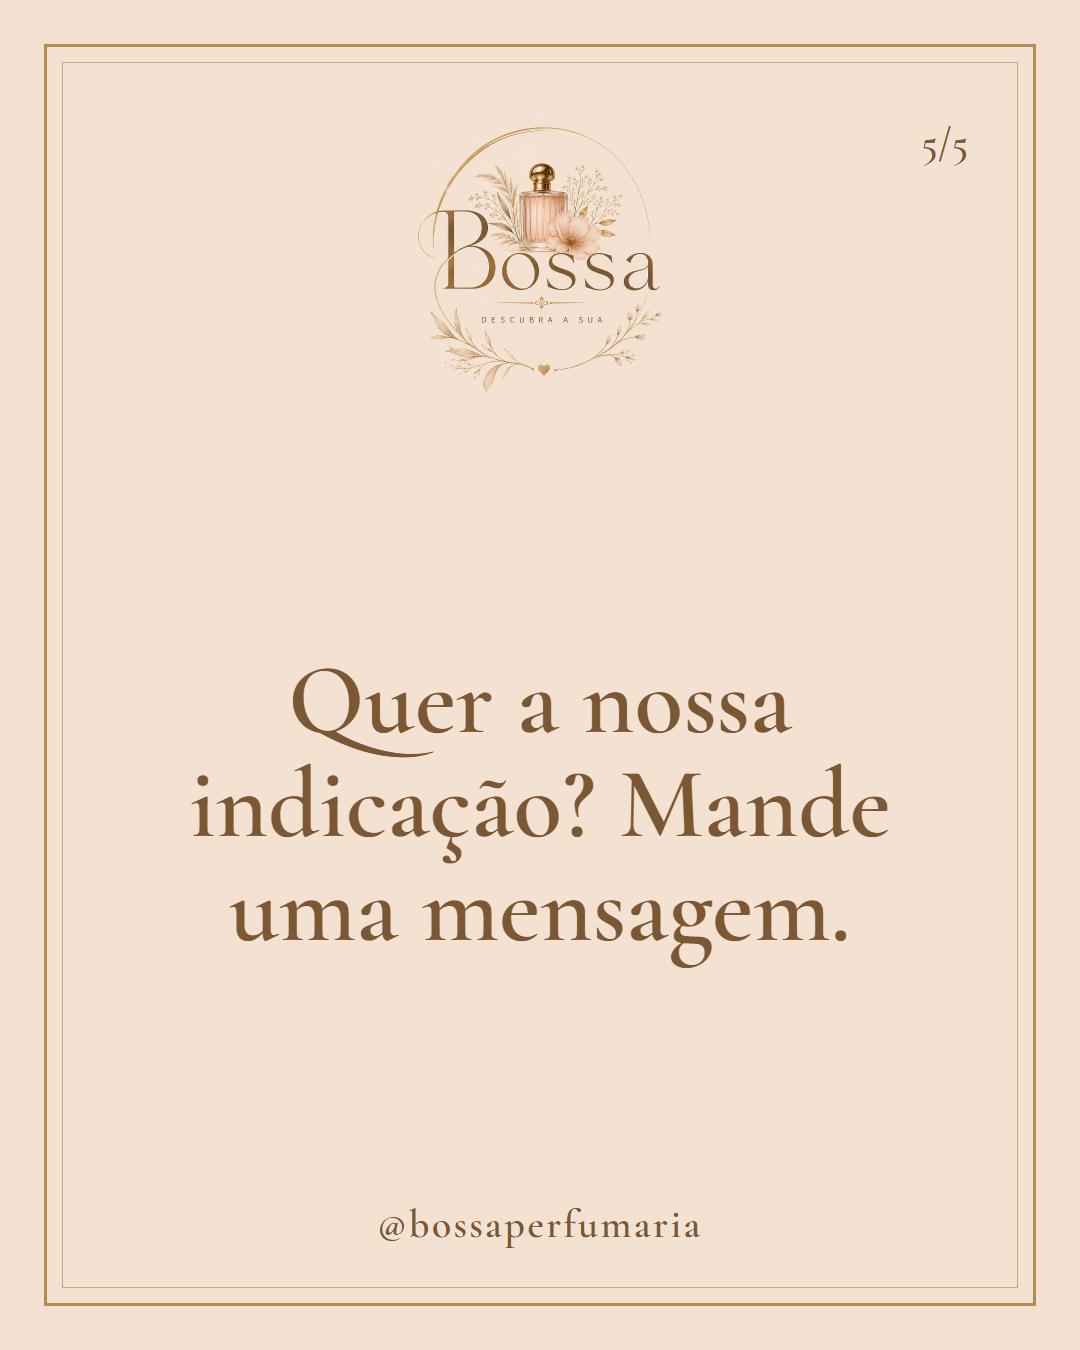 5/5
Bossa
DESCUBRA A SUA
Quer a nossa
indicação? Mande
uma mensagem.
@bossaperfumaria